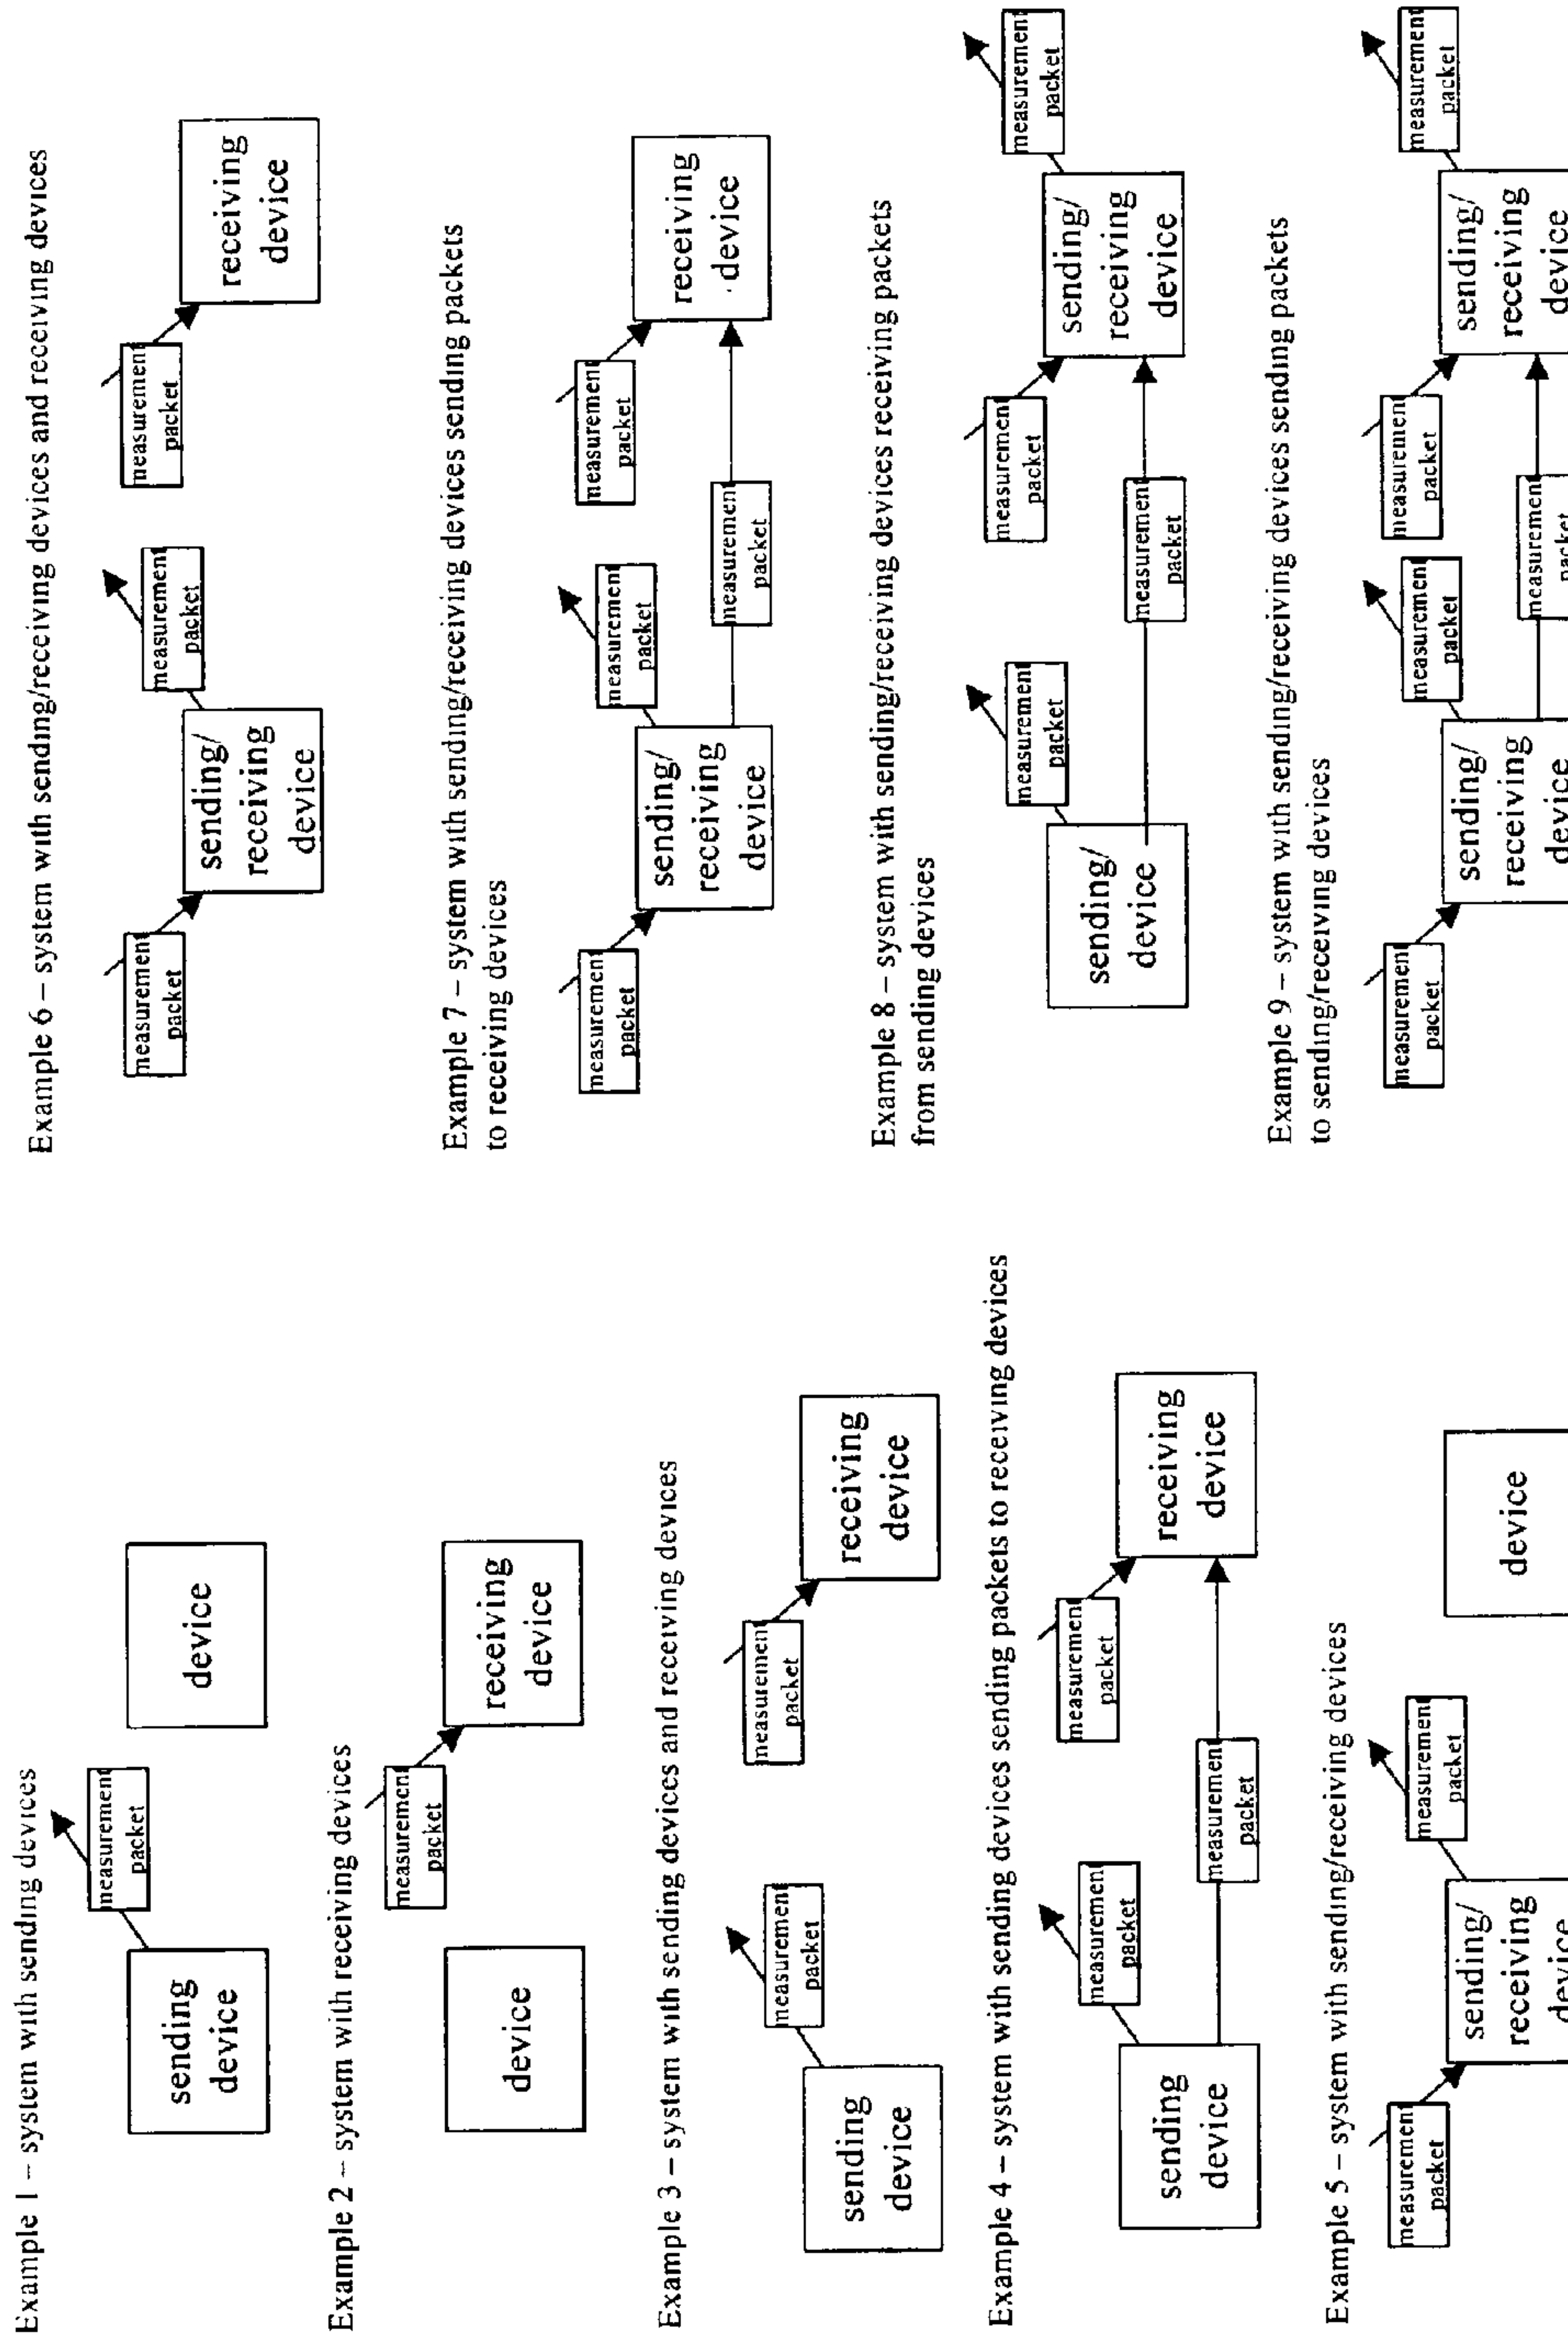 Example 1 – system with sending devices
measurement
packet
sending
device
device
Example 2 – system with receiving devices
measurement
packet
device
receiving
device
Example 3 – system with sending devices and receiving devices
measurement
packet
measurement
packet
sending
device
receiving
device
Example 4 – system with sending devices sending packets to receiving devices
measurement
packet
measurement
packet
sending
device
measurement
packet
receiving
device
Example 5 – system with sending/receiving devices
measurement
packet
measurement
packet
sending/
receiving
device
device
Example 6 – system with sending/receiving devices and receiving devices
measurement
packet
measurement
packet
measurement
packet
sending/
receiving
device
receiving
device
Example 7 – system with sending/receiving devices sending packets
to receiving devices
measurement
packet
measurement
packet
measurement
packet
sending/
receiving
device
measurement
packet
receiving
device
Example 8 – system with sending/receiving devices receiving packets
from sending devices
measurement
packet
measurement
packet
measurement
packet
sending/
device
measurement
packet
sending/
receiving
device
Example 9 – system with sending/receiving devices sending packets
to sending/receiving devices
measurement
packet
measurement
packet
measurement
packet
measurement
packet
sending/
receiving
device
measurement
packet
sending/
receiving
device